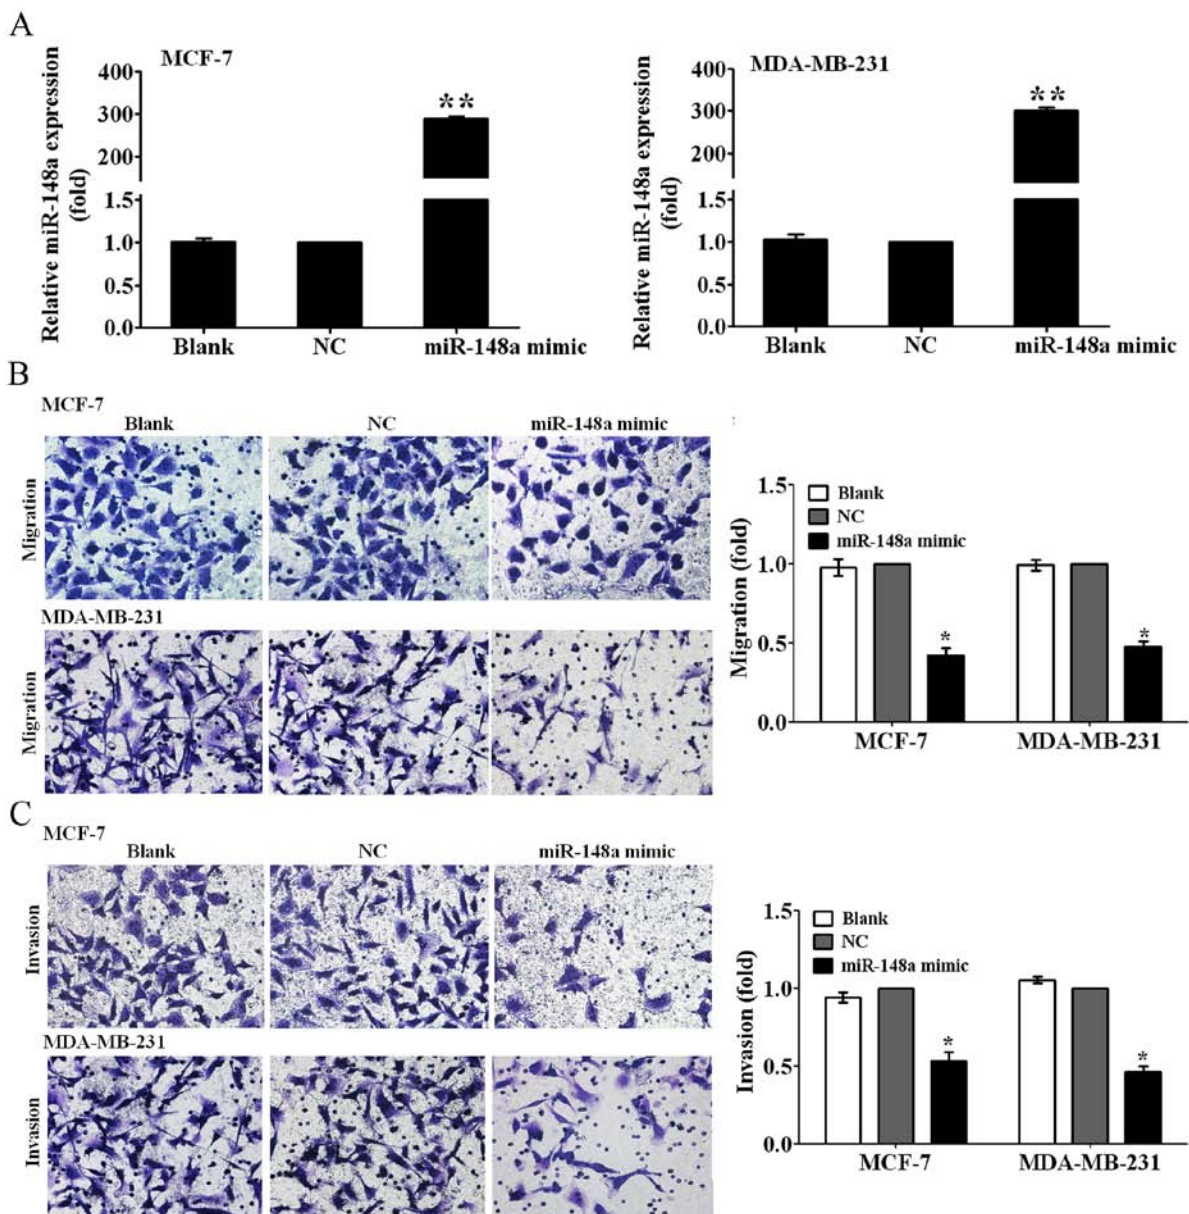 A
MCF-7
Relative miR-148a expression
(fold)
400
300
200
1.5
1.0
0.5
0.0
**
Blank NC miR-148a mimic
MDA-MB-231
Relative miR-148a expression
(fold)
400
300
200
1.5
1.0
0.5
0.0
**
Blank NC miR-148a mimic
B
MCF-7
Blank NC miR-148a mimic
Migration
MDA-MB-231
Migration
Migration (fold)
1.5
1.0
0.5
0.0
Blank
NC
miR-148a mimic
* *
MCF-7 MDA-MB-231
C
MCF-7
Blank NC miR-148a mimic
Invasion
MDA-MB-231
Invasion
Invasion (fold)
1.5
1.0
0.5
0.0
Blank
NC
miR-148a mimic
* *
MCF-7 MDA-MB-231